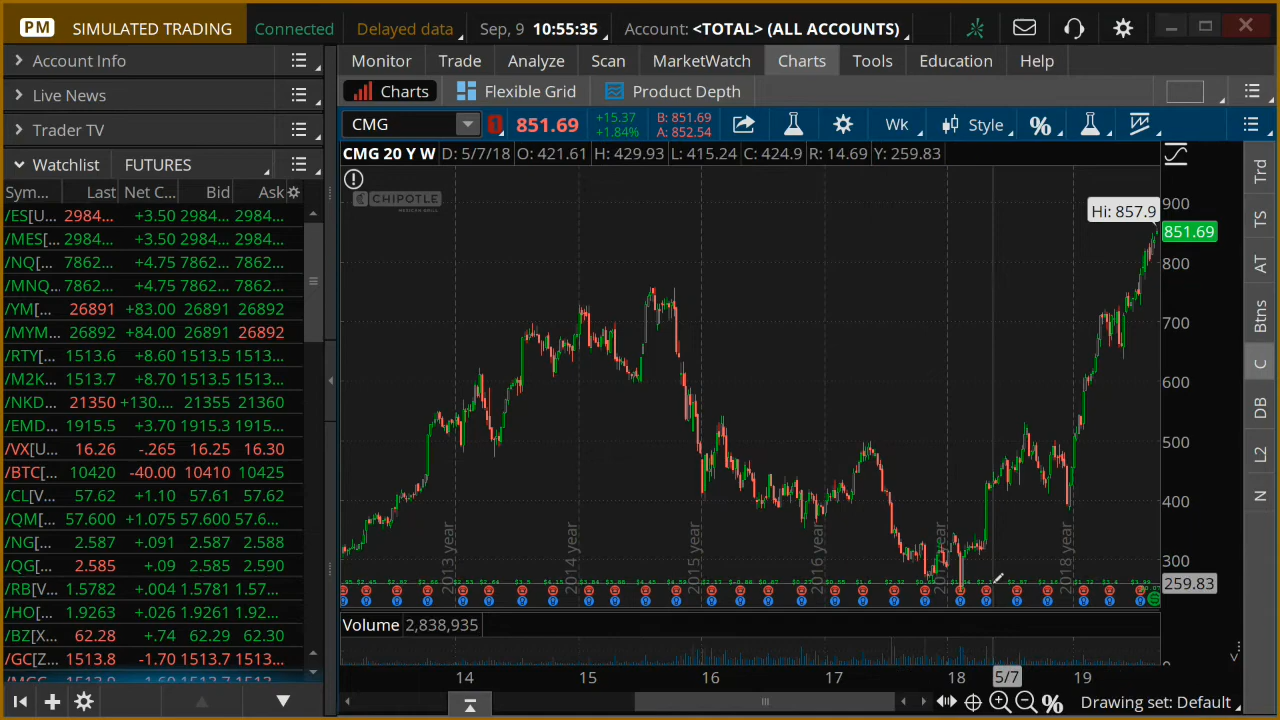 PM SIMULATED TRADING Connected Delayed data Sep, 9 10:55:35 Account: <TOTAL> (ALL ACCOUNTS)
Account Info
Live News
Trader TV
Watchlist FUTURES
Sym... Last Net C... Bid Ask
/ES[U... 2984... +3.50 2984... 2984...
/MES[... 2984... +3.50 2984... 2984...
/NQ[... 7862... +4.75 7862... 7862...
/MNQ... 7862... +4.75 7862... 7862...
/YM[... 26891 +83.00 26891 26891
/MYM... 26892 +84.00 26891 26892
/RTY[... 1513.6 +8.60 1513.5 1513...
/M2K... 1513.7 +8.70 1513.5 1513...
/NKD... 21350 +130.... 21355 21360
/EMD... 1915.5 +3.70 1915.3 1915...
/VX[U... 16.26 -.265 16.25 16.30
/BTC[... 10420 -40.00 10410 10425
/CL[V... 57.62 +1.10 57.61 57.62
/QM... 57.600 +1.075 57.600 57.6...
/NG[... 2.587 +.091 2.587 2.588
/QG[... 2.585 +.09 2.585 2.590
/RB[V... 1.5782 +.004 1.5781 1.57...
/HO[... 1.9263 +.026 1.9261 1.92...
/BZ[X... 62.28 +.74 62.29 62.30
/GC[Z... 1513.8 -1.70 1513.7 1513...
Monitor Trade Analyze Scan MarketWatch Charts Tools Education Help
Charts Flexible Grid Product Depth
CMG 1 851.69 +15.37 +1.84% B: 851.69 A: 852.54 Wk Style %
CMG 20 Y W D: 5/7/18 O: 421.61 H: 429.93 L: 415.24 C: 424.9 R: 14.69 Y: 259.83
CHIPOTLE
MEXICAN GRILL
Hi: 857.9
900
851.69
800
700
600
500
400
300
259.83
2013 year
2014 year
2015 year
2016 year
2018 year
Volume 2,838,935
0
14 15 16 17 18 5/7 19
% Drawing set: Default
Trd
TS
AT
Btns
C
DB
L2
N